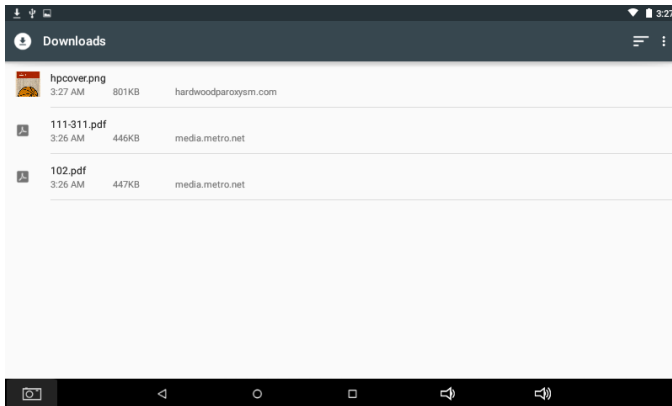 3:27
Downloads
hpcover.png
3:27 AM 801KB hardwoodparoxysm.com
111-311.pdf
3:26 AM 446KB media.metro.net
102.pdf
3:26 AM 447KB media.metro.net